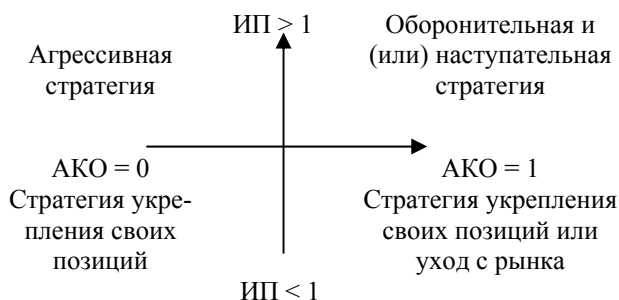 ИП > 1
Агрессивная
стратегия
Оборонительная и
(или) наступательная
стратегия
АКО = 0
Стратегия укре-
пления своих
позиций
АКО = 1
Стратегия укрепления
своих позиций или
уход с рынка
ИП < 1